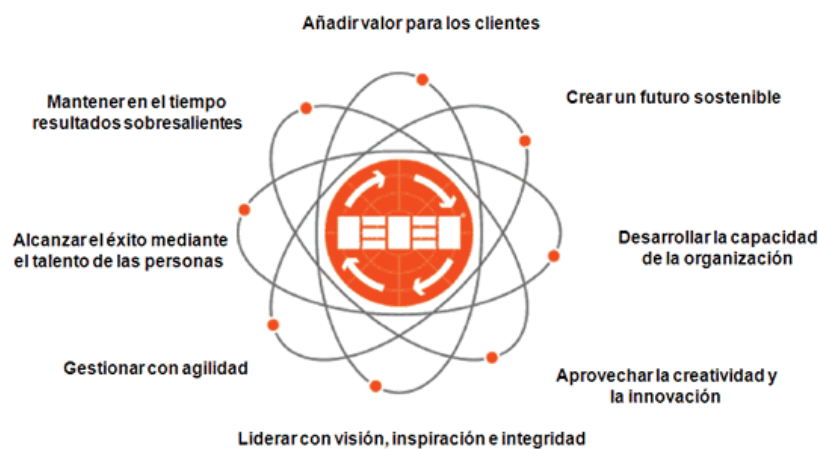 Añadir valor para los clientes
Mantener en el tiempo
resultados sobresalientes
Crear un futuro sostenible
Alcanzar el éxito mediante
el talento de las personas
Desarrollar la capacidad
de la organización
Gestionar con agilidad
Aprovechar la creatividad y
la innovación
Liderar con visión, inspiración e integridad